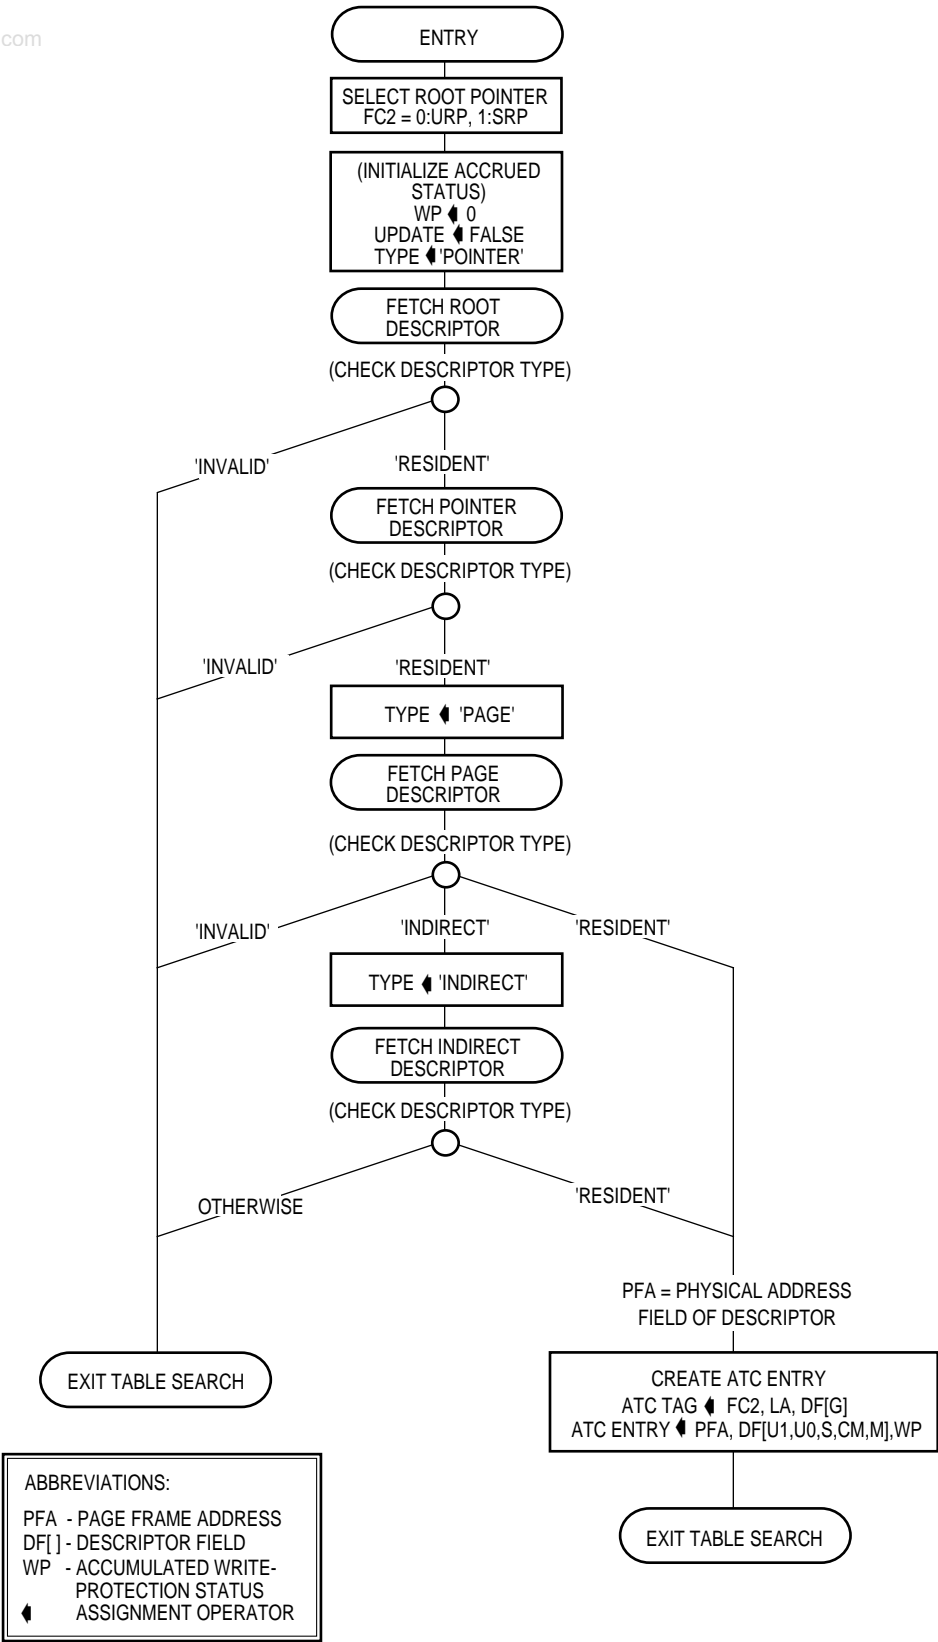 com
ENTRY
SELECT ROOT POINTER
FC2 = 0:URP, 1:SRP
(INITIALIZE ACCRUED
STATUS)
WP ⬅ 0
UPDATE ⬅ FALSE
TYPE ⬅ 'POINTER'
FETCH ROOT
DESCRIPTOR
(CHECK DESCRIPTOR TYPE)
'INVALID'
'RESIDENT'
FETCH POINTER
DESCRIPTOR
(CHECK DESCRIPTOR TYPE)
'INVALID'
'RESIDENT'
TYPE ⬅ 'PAGE'
FETCH PAGE
DESCRIPTOR
(CHECK DESCRIPTOR TYPE)
'INVALID'
'INDIRECT'
'RESIDENT'
TYPE ⬅ 'INDIRECT'
FETCH INDIRECT
DESCRIPTOR
(CHECK DESCRIPTOR TYPE)
OTHERWISE
'RESIDENT'
PFA = PHYSICAL ADDRESS
FIELD OF DESCRIPTOR
EXIT TABLE SEARCH
CREATE ATC ENTRY
ATC TAG ⬅ FC2, LA, DF[G]
ATC ENTRY ⬅ PFA, DF[U1,U0,S,CM,M],WP
EXIT TABLE SEARCH
ABBREVIATIONS:
PFA - PAGE FRAME ADDRESS
DF[ ] - DESCRIPTOR FIELD
WP - ACCUMULATED WRITE-
PROTECTION STATUS
⬅ ASSIGNMENT OPERATOR